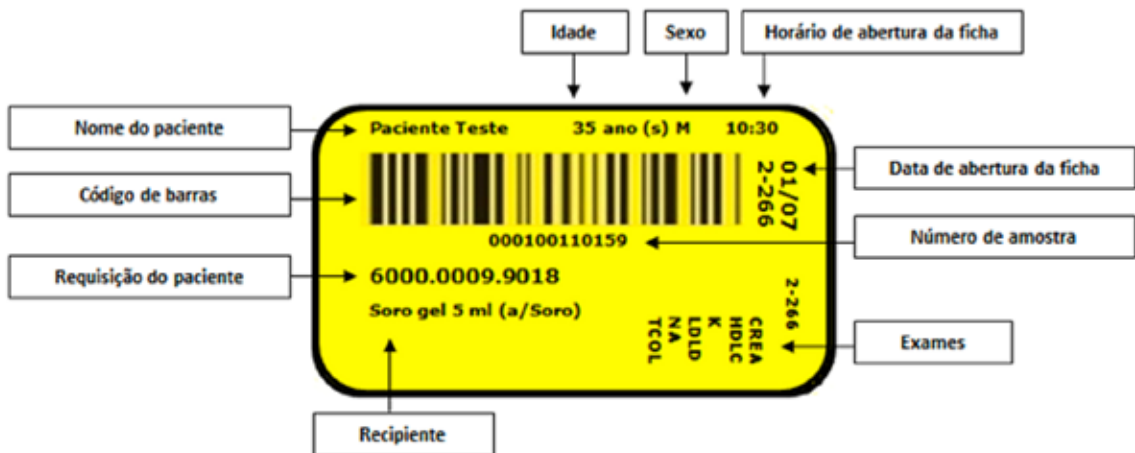 Idade
Sexo
Horário de abertura da ficha
Nome do paciente
Paciente Teste 35 ano (s) M 10:30
Código de barras
01/07
2-266
Data de abertura da ficha
000100110159
Número de amostra
Requisição do paciente
6000.0009.9018
Soro gel 5 ml (a/Soro)
2-266
CREA
HDLC
K
LDLD
NA
TCOL
Exames
Recipiente